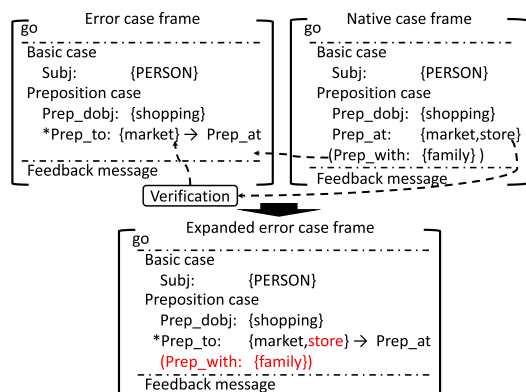 Error case frame
go
Basic case
Subj: {PERSON}
Preposition case
Prep_dobj: {shopping}
*Prep_to: {market} → Prep_at
Feedback message
Native case frame
go
Basic case
Subj: {PERSON}
Preposition case
Prep_dobj: {shopping}
Prep_at: {market,store}
(Prep_with: {family} )
Feedback message
Verification
Expanded error case frame
go
Basic case
Subj: {PERSON}
Preposition case
Prep_dobj: {shopping}
*Prep_to: {market,store} → Prep_at
(Prep_with: {family})
Feedback message